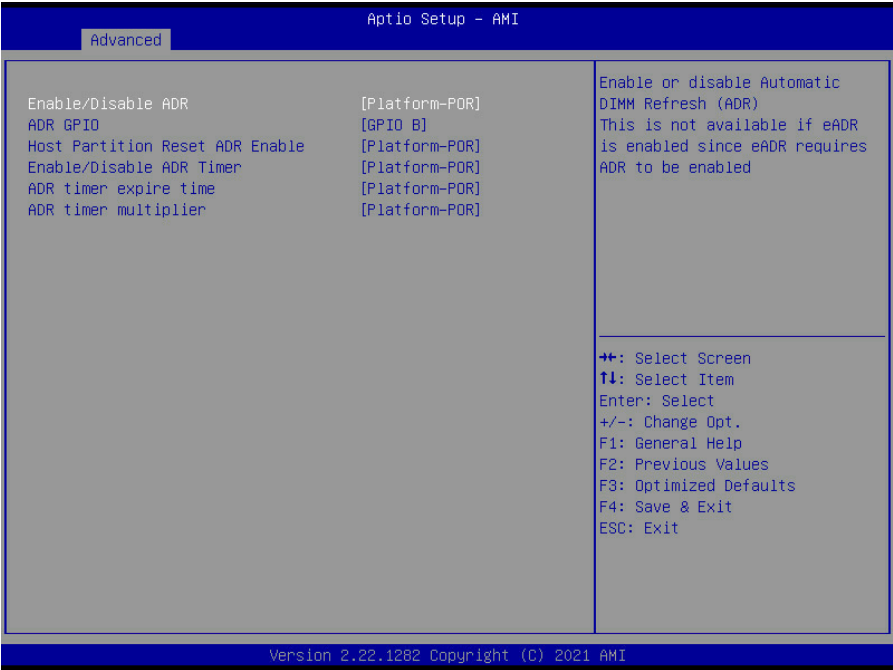 Aptio Setup – AMI
Advanced
Enable/Disable ADR [Platform-POR]
ADR GPIO [GPIO B]
Host Partition Reset ADR Enable [Platform-POR]
Enable/Disable ADR Timer [Platform-POR]
ADR timer expire time [Platform-POR]
ADR timer multiplier [Platform-POR]
Enable or disable Automatic
DIMM Refresh (ADR)
This is not available if eADR
is enabled since eADR requires
ADR to be enabled
→←: Select Screen
↑↓: Select Item
Enter: Select
+/-: Change Opt.
F1: General Help
F2: Previous Values
F3: Optimized Defaults
F4: Save & Exit
ESC: Exit
Version 2.22.1282 Copyright (C) 2021 AMI